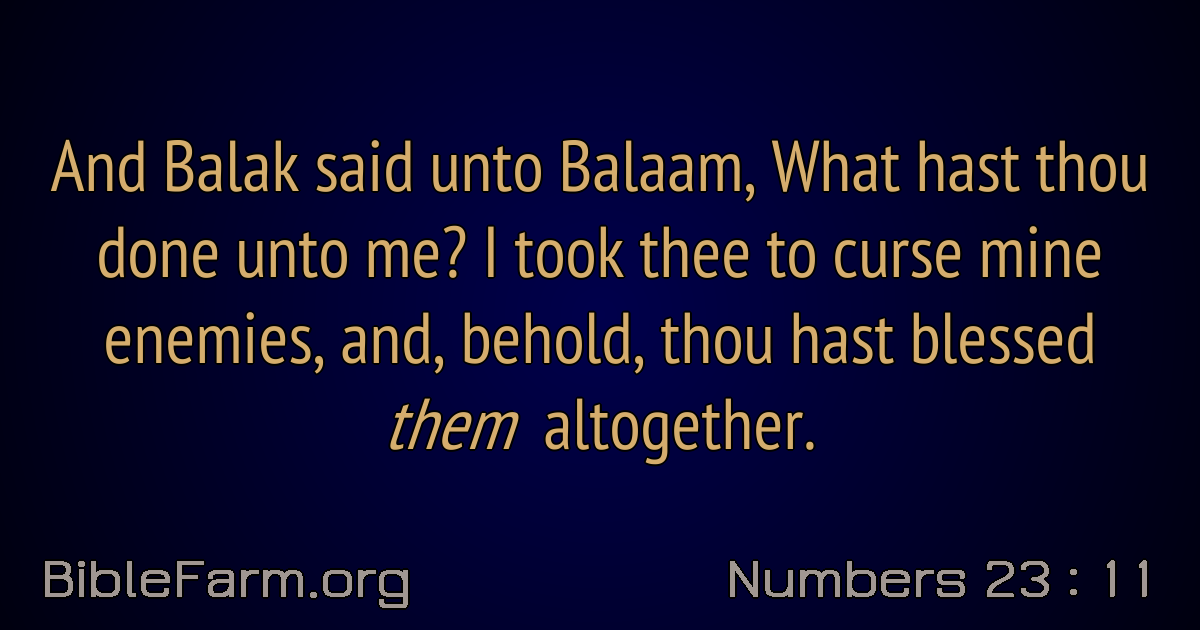 And Balak said unto Balaam, What hast thou
done unto me? I took thee to curse mine
enemies, and, behold, thou hast blessed
them altogether.
BibleFarm.org
Numbers 23 : 11